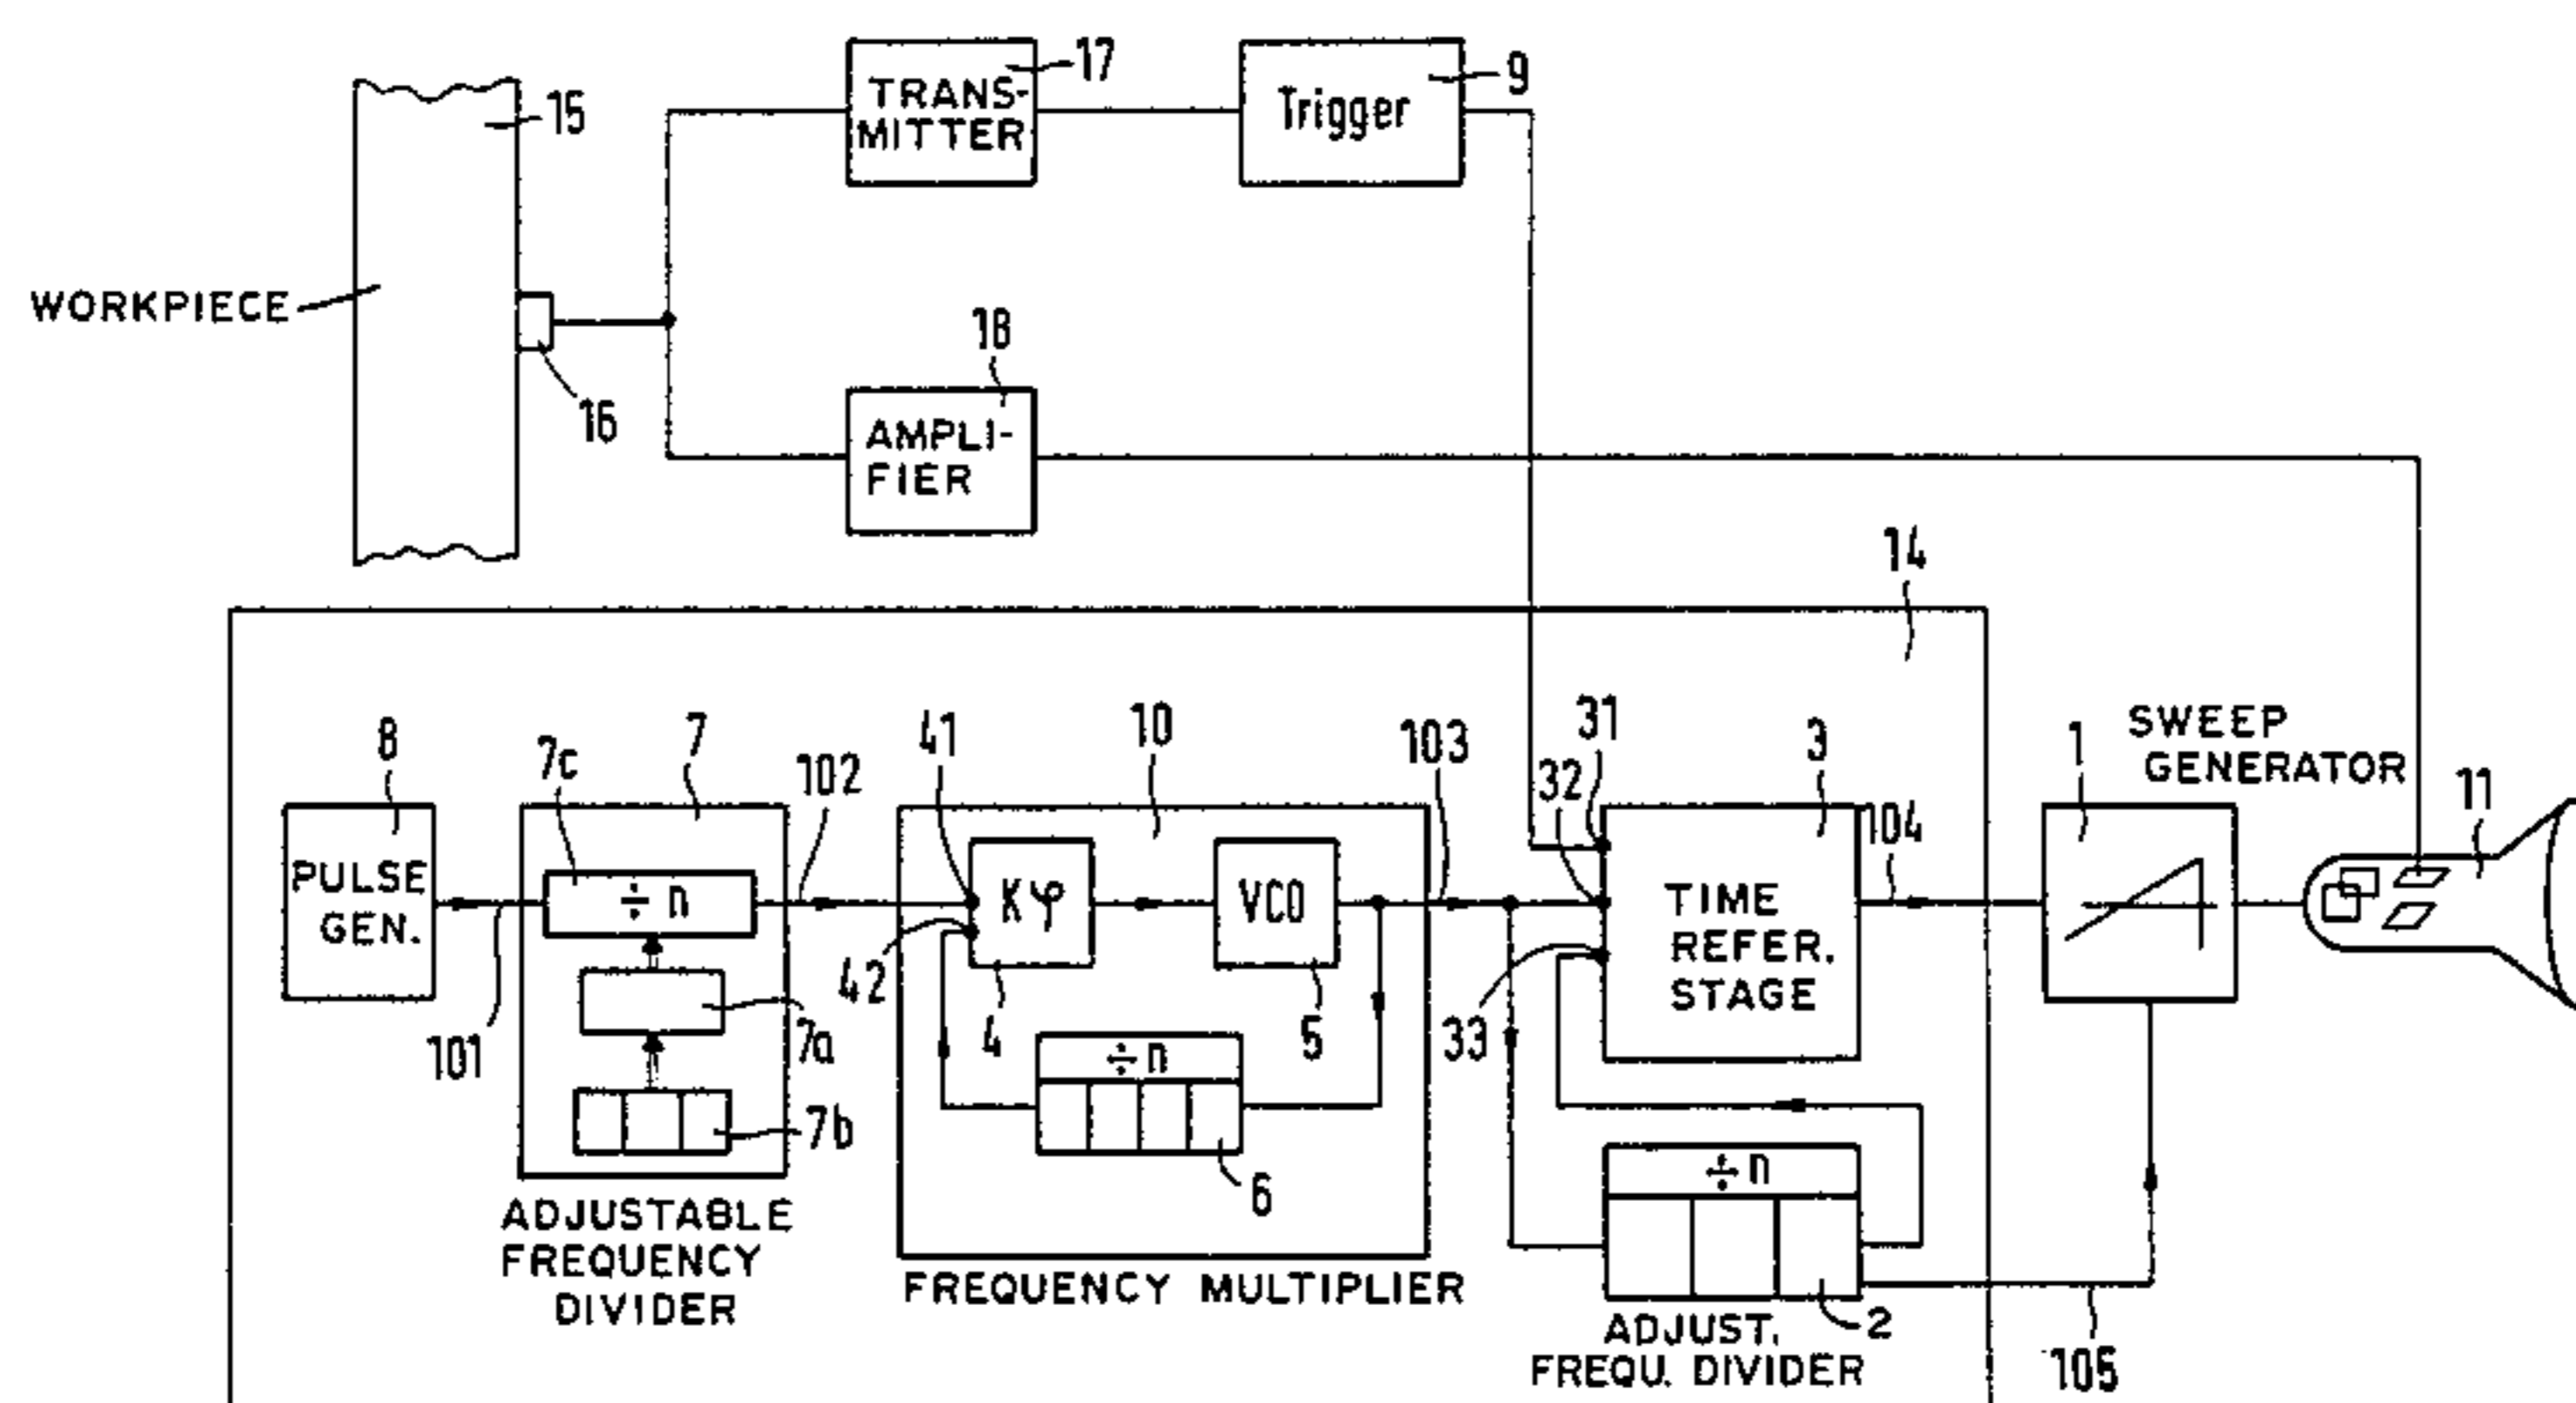 17
TRANS-
MITTER
Trigger
9
15
WORKPIECE
16
18
AMPLI-
FIER
14
8
PULSE
GEN.
101
7c
7
÷ n
7a
7b
102
ADJUSTABLE
FREQUENCY
DIVIDER
41
42
10
Kφ
4
VCO
5
÷ n
6
FREQUENCY MULTIPLIER
103
31
32
33
3
TIME
REFER.
STAGE
104
÷ n
2
ADJUST.
FREQU. DIVIDER
1
SWEEP
GENERATOR
11